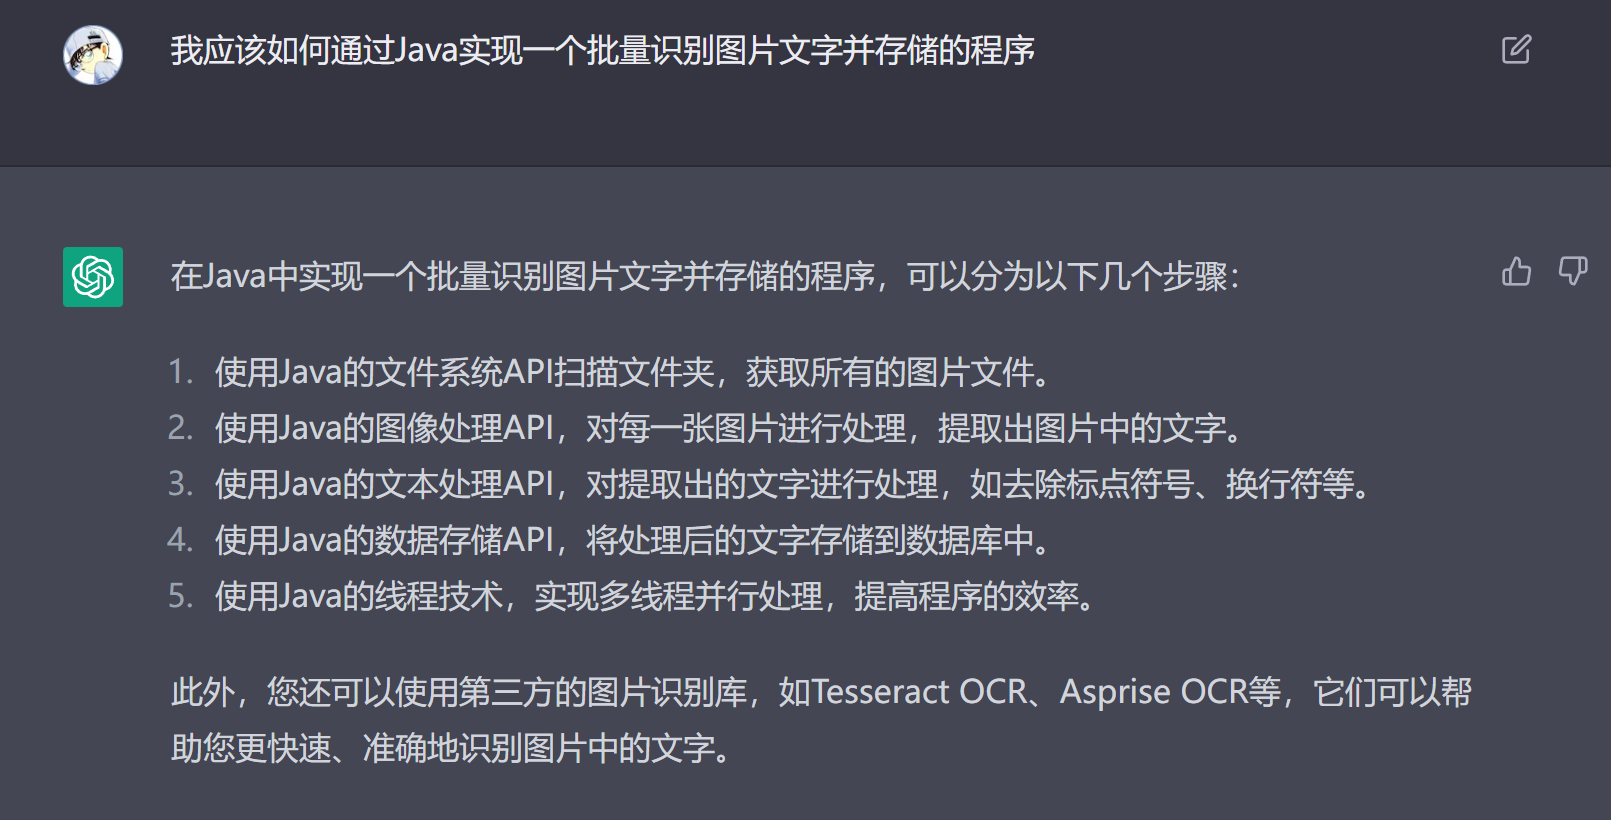 我应该如何通过Java实现一个批量识别图片文字并存储的程序
在Java中实现一个批量识别图片文字并存储的程序，可以分为以下几个步骤：
1. 使用Java的文件系统API扫描文件夹，获取所有的图片文件。
2. 使用Java的图像处理API，对每一张图片进行处理，提取出图片中的文字。
3. 使用Java的文本处理API，对提取出的文字进行处理，如去除标点符号、换行符等。
4. 使用Java的数据存储API，将处理后的文字存储到数据库中。
5. 使用Java的线程技术，实现多线程并行处理，提高程序的效率。
此外，您还可以使用第三方的图片识别库，如Tesseract OCR、Asprise OCR等，它们可以帮
助您更快速、准确地识别图片中的文字。